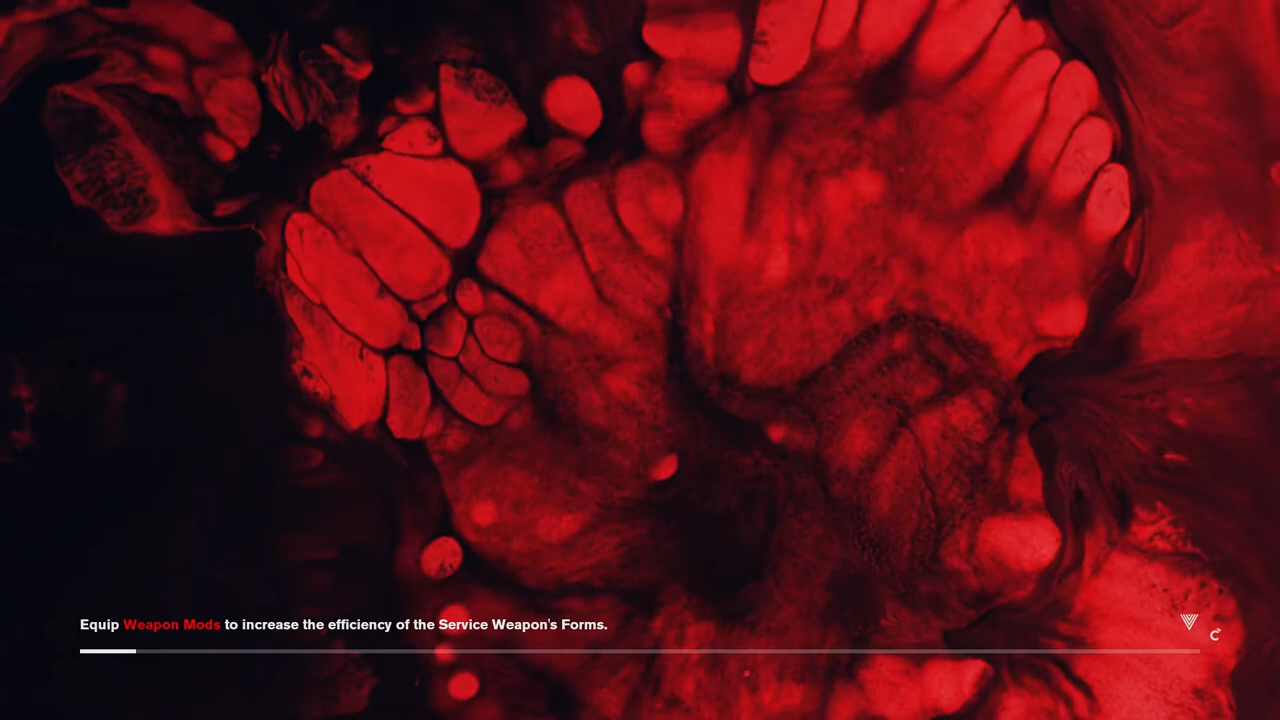 Equip Weapon Mods to increase the efficiency of the Service Weapon's Forms.